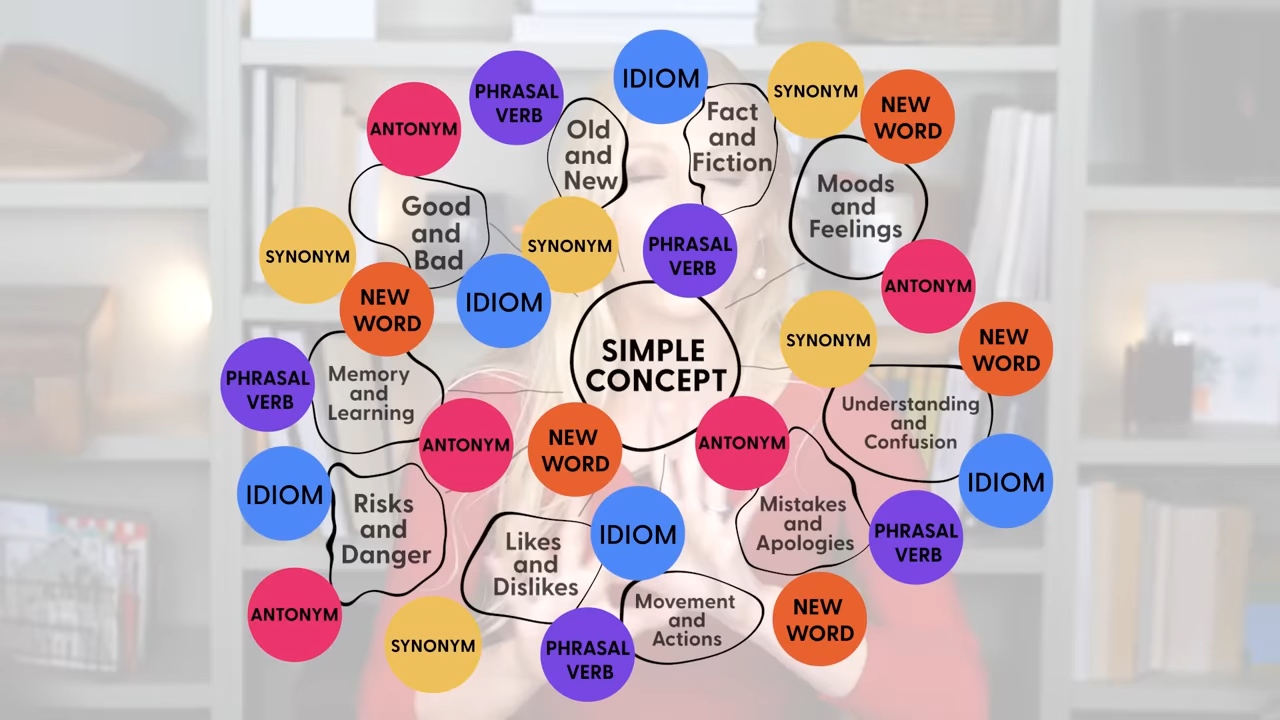 IDIOM
PHRASAL
VERB
SYNONYM
NEW
WORD
ANTONYM
Old
and
New
Fact
and
Fiction
Moods
and
Feelings
Good
and
Bad
SYNONYM
SYNONYM
PHRASAL
VERB
ANTONYM
NEW
WORD
IDIOM
SIMPLE
CONCEPT
SYNONYM
NEW
WORD
PHRASAL
VERB
Memory
and
Learning
Understanding
and
Confusion
ANTONYM
NEW
WORD
ANTONYM
IDIOM
IDIOM
Risks
and
Danger
Likes
and
Dislikes
IDIOM
Mistakes
and
Apologies
PHRASAL
VERB
ANTONYM
SYNONYM
PHRASAL
VERB
Movement
and
Actions
NEW
WORD